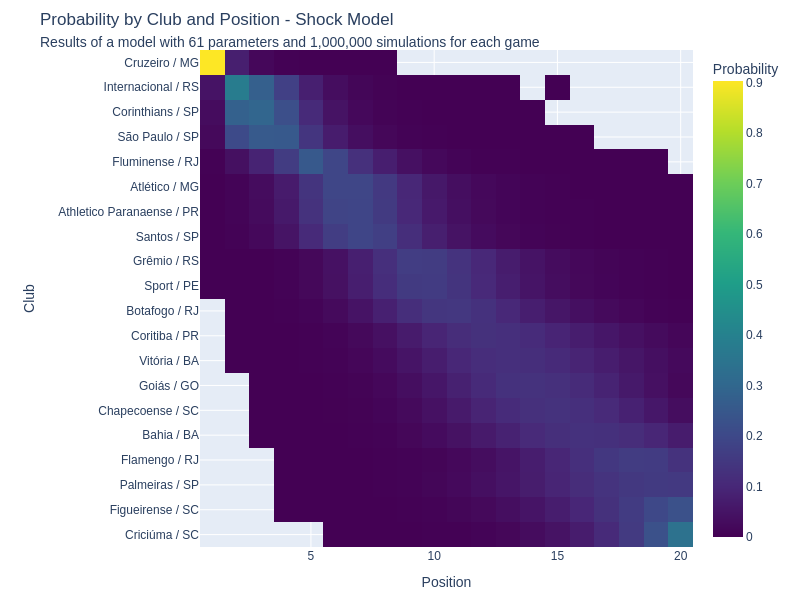 Probability by Club and Position - Shock Model
Results of a model with 61 parameters and 1,000,000 simulations for each game
Cruzeiro / MG
Internacional / RS
Corinthians / SP
São Paulo / SP
Fluminense / RJ
Atlético / MG
Athletico Paranaense / PR
Santos / SP
Grêmio / RS
Sport / PE
Botafogo / RJ
Coritiba / PR
Vitória / BA
Goiás / GO
Chapecoense / SC
Bahia / BA
Flamengo / RJ
Palmeiras / SP
Figueirense / SC
Criciúma / SC
Club
5 10 15 20
Position
Probability
0.9
0.8
0.7
0.6
0.5
0.4
0.3
0.2
0.1
0